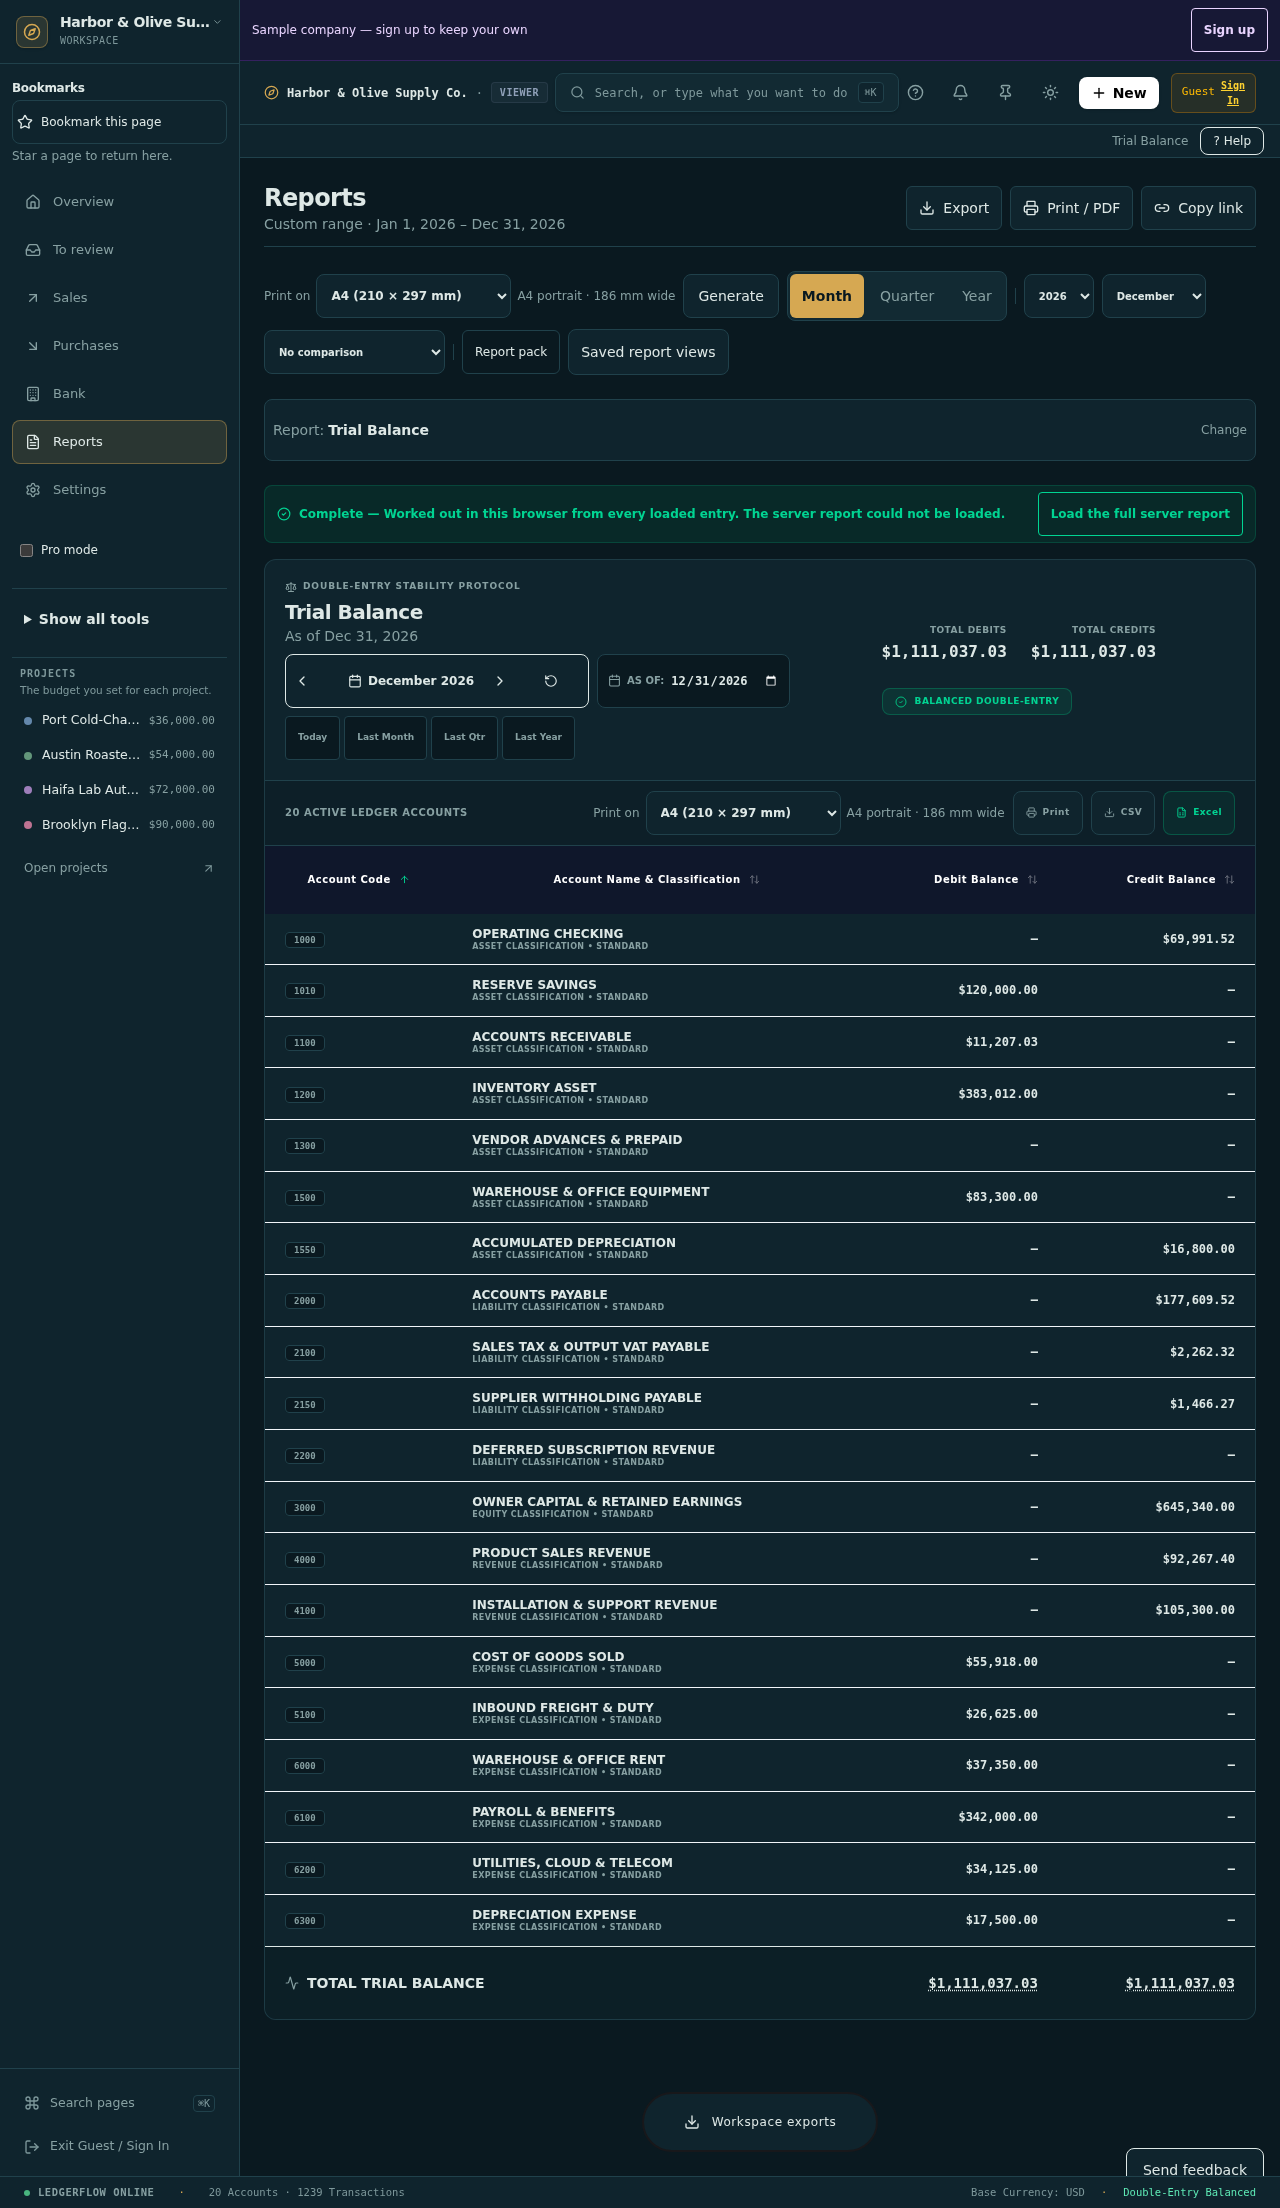 Harbor & Olive Su...
WORKSPACE
Bookmarks
Bookmark this page
Star a page to return here.
Overview
To review
Sales
Purchases
Bank
Reports
Settings
Pro mode
Show all tools
PROJECTS
The budget you set for each project.
Port Cold-Cha... $36,000.00
Austin Roaste... $54,000.00
Haifa Lab Aut... $72,000.00
Brooklyn Flag... $90,000.00
Open projects
Search pages ⌘K
Exit Guest / Sign In
Sample company — sign up to keep your own
Sign up
Harbor & Olive Supply Co. · VIEWER
Search, or type what you want to do ⌘K
+ New
Guest Sign In
Trial Balance ? Help
Reports
Custom range · Jan 1, 2026 – Dec 31, 2026
Export Print / PDF Copy link
Print on A4 (210 × 297 mm) A4 portrait · 186 mm wide Generate Month Quarter Year 2026 December
No comparison Report pack Saved report views
Report: Trial Balance Change
Complete — Worked out in this browser from every loaded entry. The server report could not be loaded. Load the full server report
DOUBLE-ENTRY STABILITY PROTOCOL
Trial Balance
As of Dec 31, 2026
December 2026 AS OF: 12/31/2026
Today Last Month Last Qtr Last Year
TOTAL DEBITS TOTAL CREDITS
$1,111,037.03 $1,111,037.03
BALANCED DOUBLE-ENTRY
20 ACTIVE LEDGER ACCOUNTS Print on A4 (210 × 297 mm) A4 portrait · 186 mm wide Print CSV Excel
Account Code Account Name & Classification Debit Balance Credit Balance
1000 OPERATING CHECKING – $69,991.52
ASSET CLASSIFICATION • STANDARD
1010 RESERVE SAVINGS $120,000.00 –
ASSET CLASSIFICATION • STANDARD
1100 ACCOUNTS RECEIVABLE $11,207.03 –
ASSET CLASSIFICATION • STANDARD
1200 INVENTORY ASSET $383,012.00 –
ASSET CLASSIFICATION • STANDARD
1300 VENDOR ADVANCES & PREPAID – –
ASSET CLASSIFICATION • STANDARD
1500 WAREHOUSE & OFFICE EQUIPMENT $83,300.00 –
ASSET CLASSIFICATION • STANDARD
1550 ACCUMULATED DEPRECIATION – $16,800.00
ASSET CLASSIFICATION • STANDARD
2000 ACCOUNTS PAYABLE – $177,609.52
LIABILITY CLASSIFICATION • STANDARD
2100 SALES TAX & OUTPUT VAT PAYABLE – $2,262.32
LIABILITY CLASSIFICATION • STANDARD
2150 SUPPLIER WITHHOLDING PAYABLE – $1,466.27
LIABILITY CLASSIFICATION • STANDARD
2200 DEFERRED SUBSCRIPTION REVENUE – –
LIABILITY CLASSIFICATION • STANDARD
3000 OWNER CAPITAL & RETAINED EARNINGS – $645,340.00
EQUITY CLASSIFICATION • STANDARD
4000 PRODUCT SALES REVENUE – $92,267.40
REVENUE CLASSIFICATION • STANDARD
4100 INSTALLATION & SUPPORT REVENUE – $105,300.00
REVENUE CLASSIFICATION • STANDARD
5000 COST OF GOODS SOLD $55,918.00 –
EXPENSE CLASSIFICATION • STANDARD
5100 INBOUND FREIGHT & DUTY $26,625.00 –
EXPENSE CLASSIFICATION • STANDARD
6000 WAREHOUSE & OFFICE RENT $37,350.00 –
EXPENSE CLASSIFICATION • STANDARD
6100 PAYROLL & BENEFITS $342,000.00 –
EXPENSE CLASSIFICATION • STANDARD
6200 UTILITIES, CLOUD & TELECOM $34,125.00 –
EXPENSE CLASSIFICATION • STANDARD
6300 DEPRECIATION EXPENSE $17,500.00 –
EXPENSE CLASSIFICATION • STANDARD
TOTAL TRIAL BALANCE $1,111,037.03 $1,111,037.03
Workspace exports
Send feedback
LEDGERFLOW ONLINE · 20 Accounts · 1239 Transactions Base Currency: USD · Double-Entry Balanced